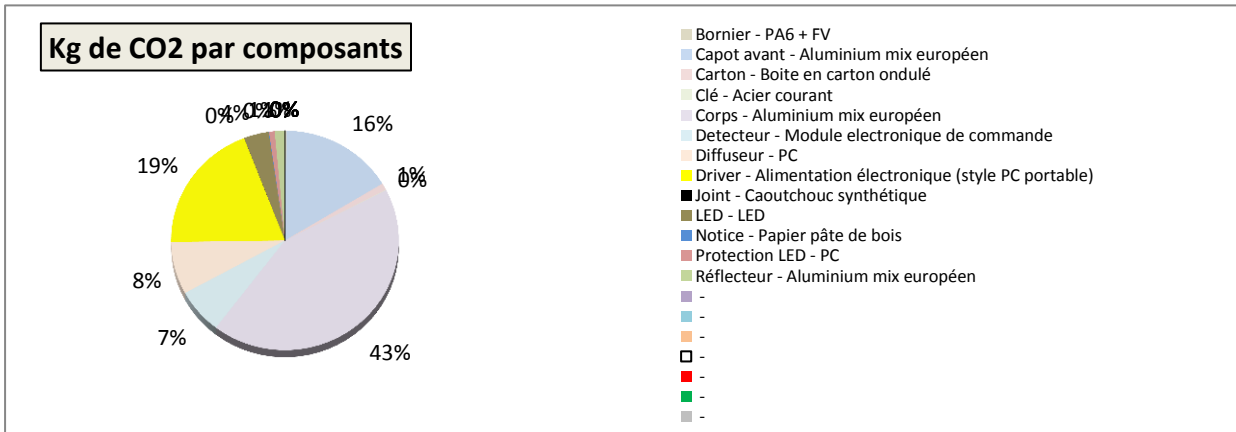 Kg de CO2 par composants
16%
1%
0%
43%
7%
8%
19%
0%
4%
0%
1%
0%
Bornier - PA6 + FV
Capot avant - Aluminium mix européen
Carton - Boite en carton ondulé
Clé - Acier courant
Corps - Aluminium mix européen
Detecteur - Module electronique de commande
Diffuseur - PC
Driver - Alimentation électronique (style PC portable)
Joint - Caoutchouc synthétique
LED - LED
Notice - Papier pâte de bois
Protection LED - PC
Réflecteur - Aluminium mix européen
-
-
-
-
-
-
-